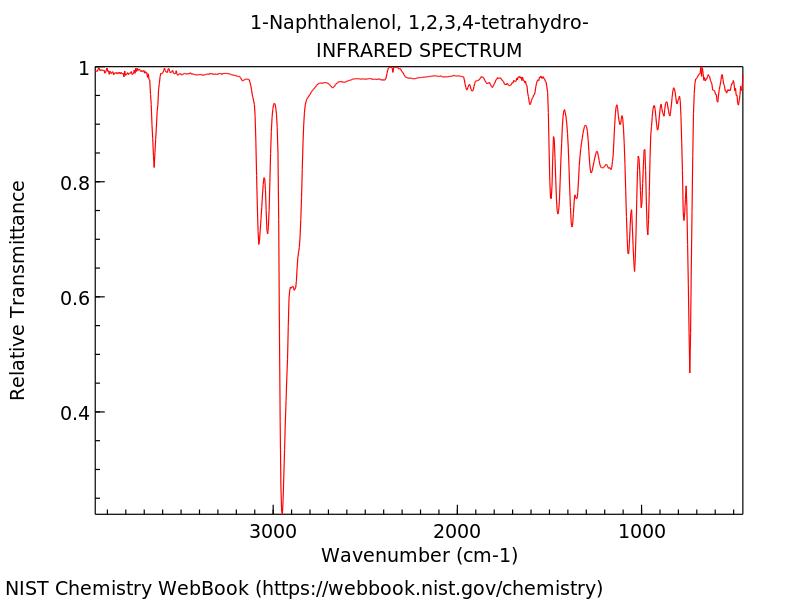 1-Naphthalenol, 1,2,3,4-tetrahydro-
INFRARED SPECTRUM
1
0.8
0.6
0.4
Relative Transmittance
3000 2000 1000
Wavenumber (cm-1)
NIST Chemistry WebBook (https://webbook.nist.gov/chemistry)